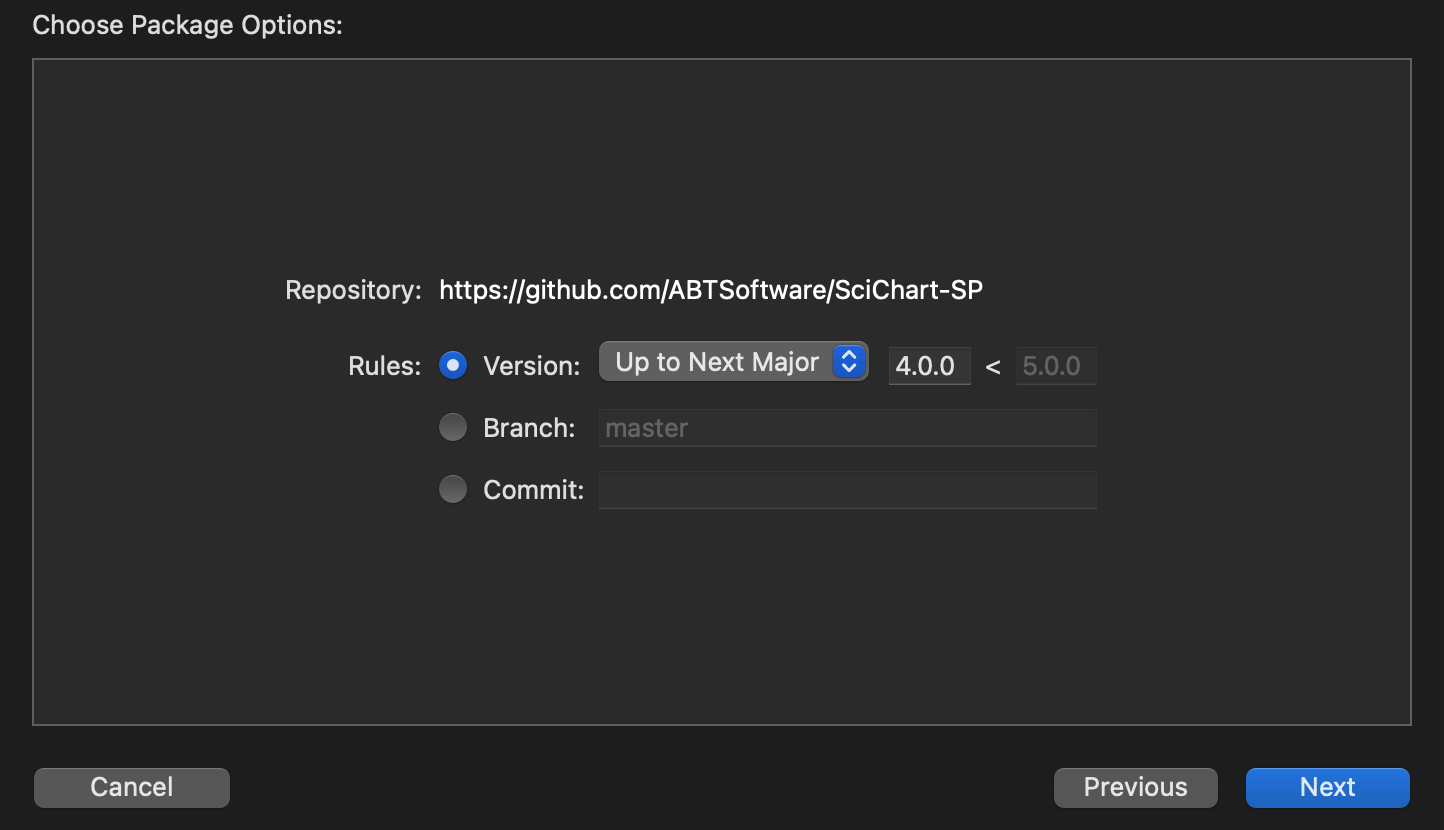 Choose Package Options:
Repository: https://github.com/ABTSoftware/SciChart-SP
Rules: Version: Up to Next Major 4.0.0 < 5.0.0
Branch: master
Commit:
Cancel Previous Next